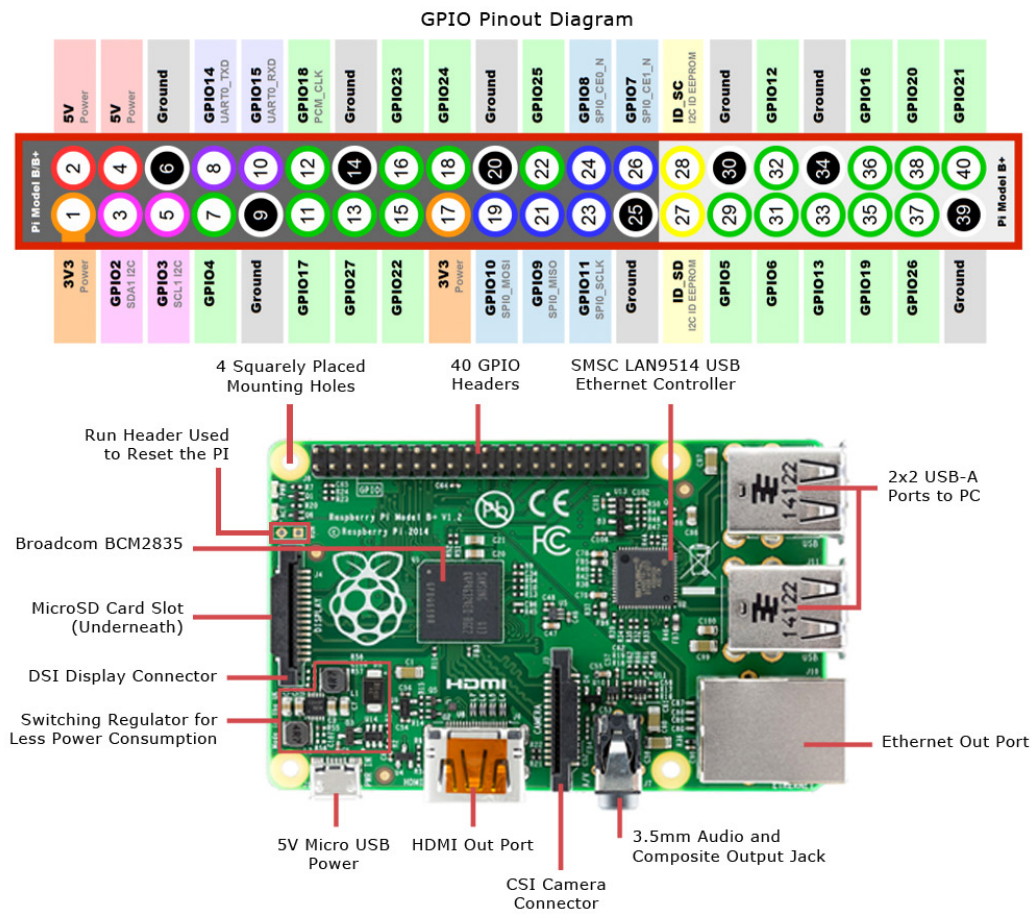 GPIO Pinout Diagram
5V
Power
5V
Power
Ground
GPIO14
UART0_TXD
GPIO15
UART0_RXD
GPIO18
PCM_CLK
Ground
GPIO23
GPIO24
Ground
GPIO25
GPIO8
SPI0_CE0_N
GPIO7
SPI0_CE1_N
ID_SC
I2C ID EEPROM
Ground
GPIO12
Ground
GPIO16
GPIO20
GPIO21
Pi Model B/B+
2 4 6 8 10 12 14 16 18 20 22 24 26 28 30 32 34 36 38 40
1 3 5 7 9 11 13 15 17 19 21 23 25 27 29 31 33 35 37 39
Pi Model B+
3V3
Power
GPIO2
SDA1 I2C
GPIO3
SCL1 I2C
GPIO4
Ground
GPIO17
GPIO27
GPIO22
3V3
Power
GPIO10
SPI0_MOSI
GPIO9
SPI0_MISO
GPIO11
SPI0_SCLK
Ground
ID_SD
I2C ID EEPROM
GPIO5
GPIO6
GPIO13
GPIO19
GPIO26
Ground
4 Squarely Placed
Mounting Holes
40 GPIO
Headers
SMSC LAN9514 USB
Ethernet Controller
Run Header Used
to Reset the PI
2x2 USB-A
Ports to PC
Broadcom BCM2835
MicroSD Card Slot
(Underneath)
DSI Display Connector
Switching Regulator for
Less Power Consumption
Ethernet Out Port
5V Micro USB
Power
HDMI Out Port
CSI Camera
Connector
3.5mm Audio and
Composite Output Jack
GPIO
Raspberry Pi Model B+ V1.2
© Raspberry Pi 2014
Pb
CE
FC
14122
14122
DISPLAY
HDMI
CAMERA
A/V
USB
USB
ETHERNET